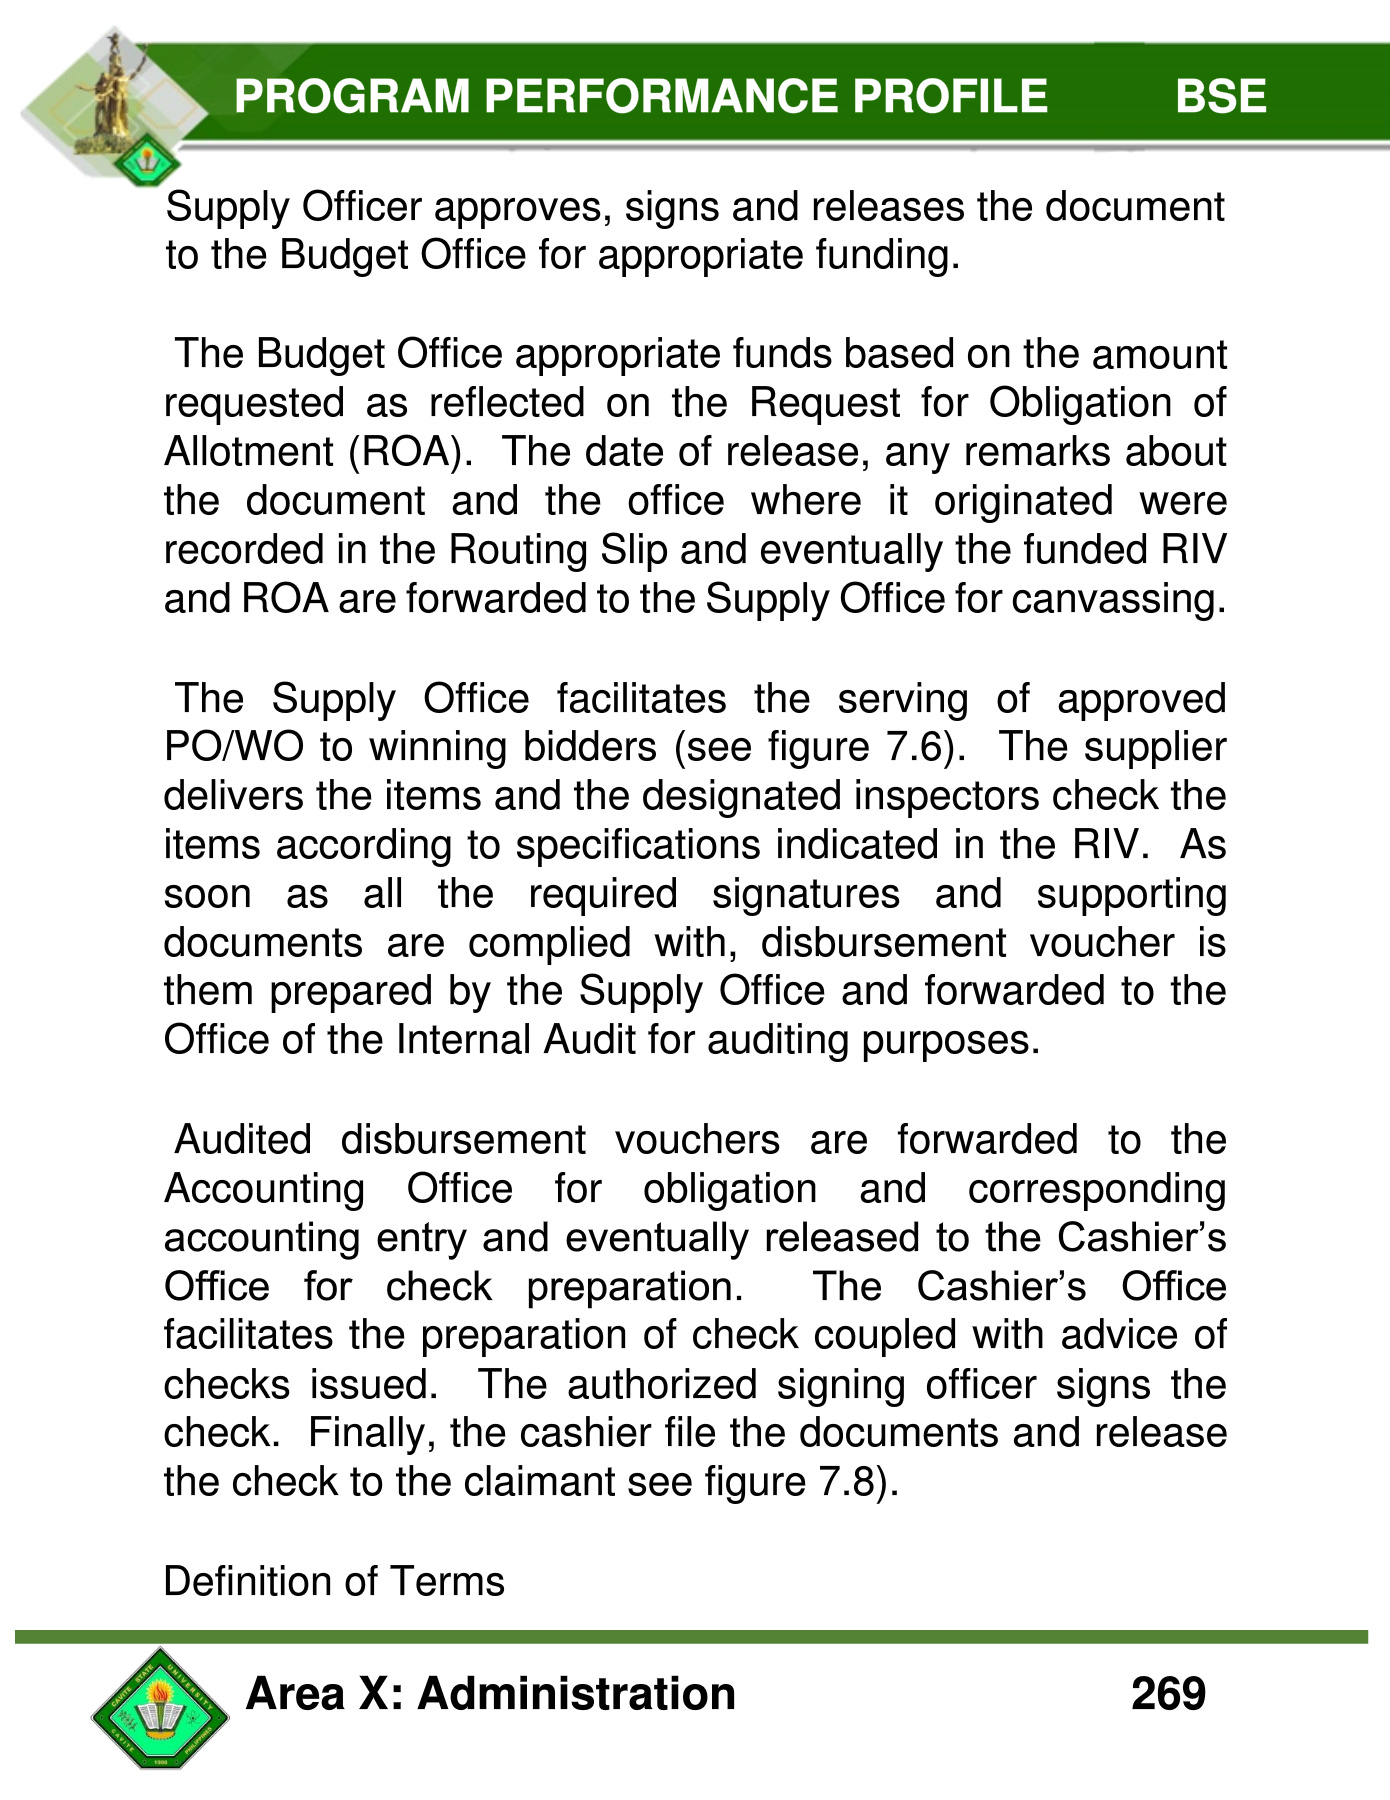 PROGRAM PERFORMANCE PROFILE BSE
Supply Officer approves, signs and releases the document
to the Budget Office for appropriate funding.
The Budget Office appropriate funds based on the amount
requested as reflected on the Request for Obligation of
Allotment (ROA). The date of release, any remarks about
the document and the office where it originated were
recorded in the Routing Slip and eventually the funded RIV
and ROA are forwarded to the Supply Office for canvassing.
The Supply Office facilitates the serving of approved
PO/WO to winning bidders (see figure 7.6). The supplier
delivers the items and the designated inspectors check the
items according to specifications indicated in the RIV. As
soon as all the required signatures and supporting
documents are complied with, disbursement voucher is
them prepared by the Supply Office and forwarded to the
Office of the Internal Audit for auditing purposes.
Audited disbursement vouchers are forwarded to the
Accounting Office for obligation and corresponding
accounting entry and eventually released to the Cashier’s
Office for check preparation. The Cashier’s Office
facilitates the preparation of check coupled with advice of
checks issued. The authorized signing officer signs the
check. Finally, the cashier file the documents and release
the check to the claimant see figure 7.8).
Definition of Terms
CAVITE STATE UNIVERSITY
CAVITE PHILIPPINES
1906
Area X: Administration 269